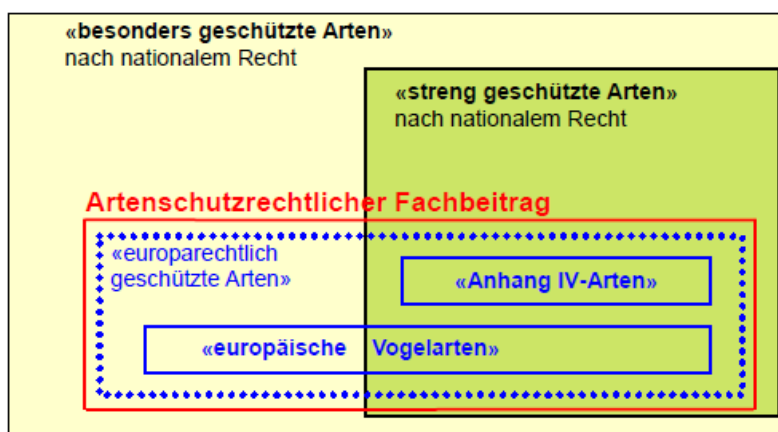 «besonders geschützte Arten»
nach nationalem Recht
«streng geschützte Arten»
nach nationalem Recht
Artenschutzrechtlicher Fachbeitrag
«europarechtlich
geschützte Arten»
«Anhang IV-Arten»
«europäische Vogelarten»